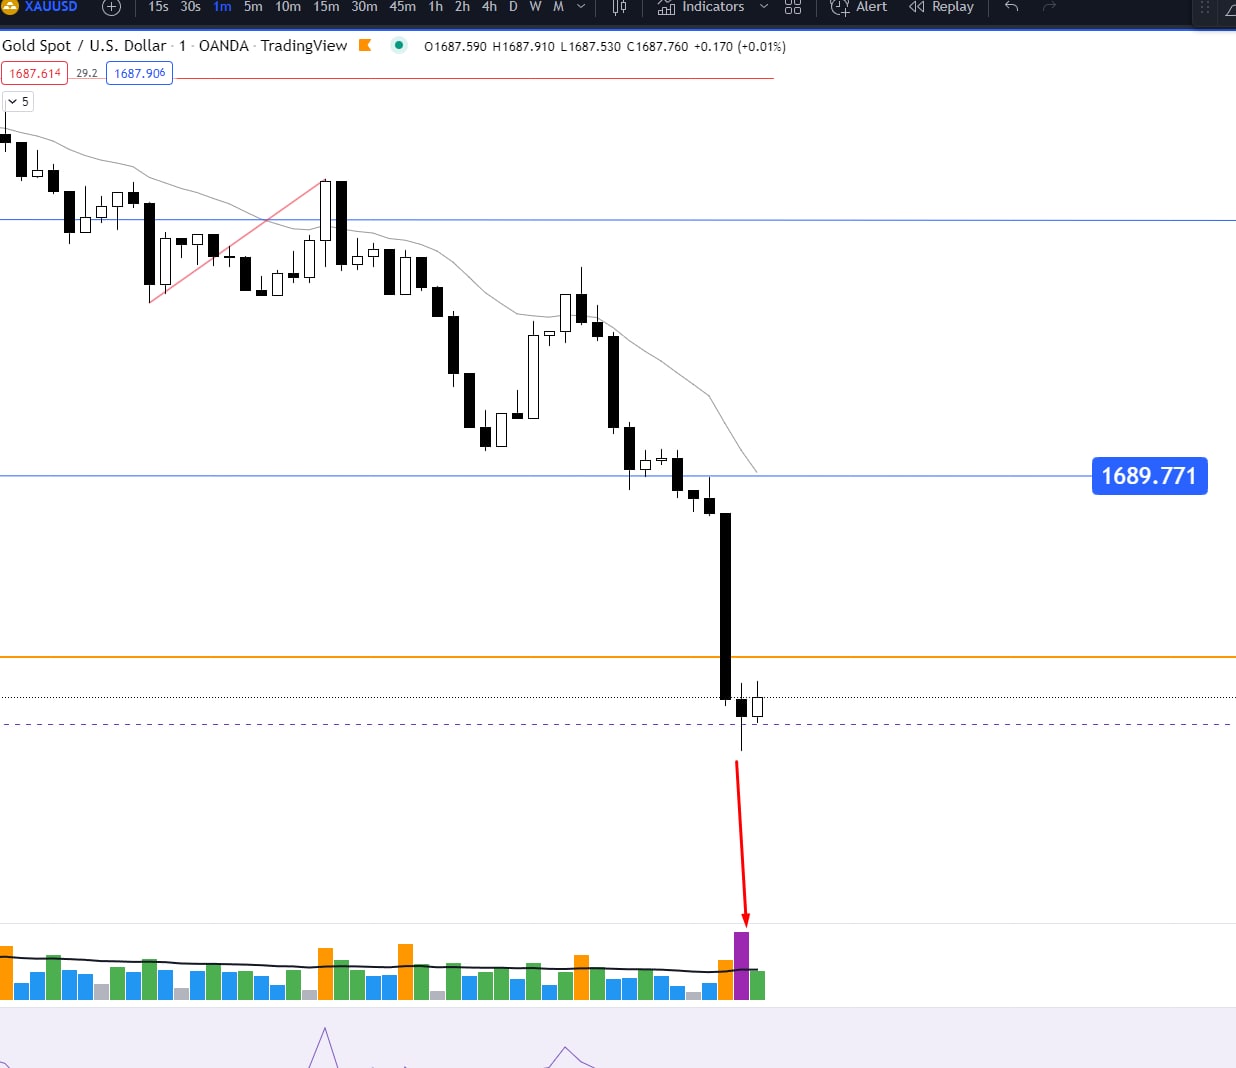 XAUUSD 15s 30s 1m 5m 10m 15m 30m 45m 1h 2h 4h D W M Indicators Alert Replay
Gold Spot / U.S. Dollar · 1 · OANDA · TradingView O1687.590 H1687.910 L1687.530 C1687.760 +0.170 (+0.01%)
1687.614 29.2 1687.906
5
1689.771